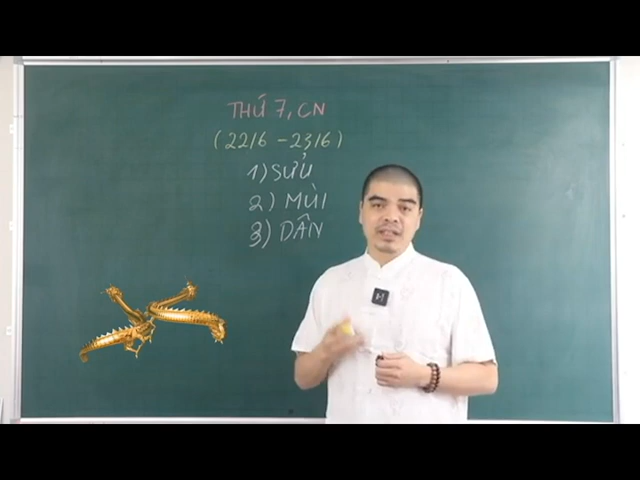 THỨ 7, CN
(22/6 - 23/6)
1) SỬU
2) MÙI
3) DẦN